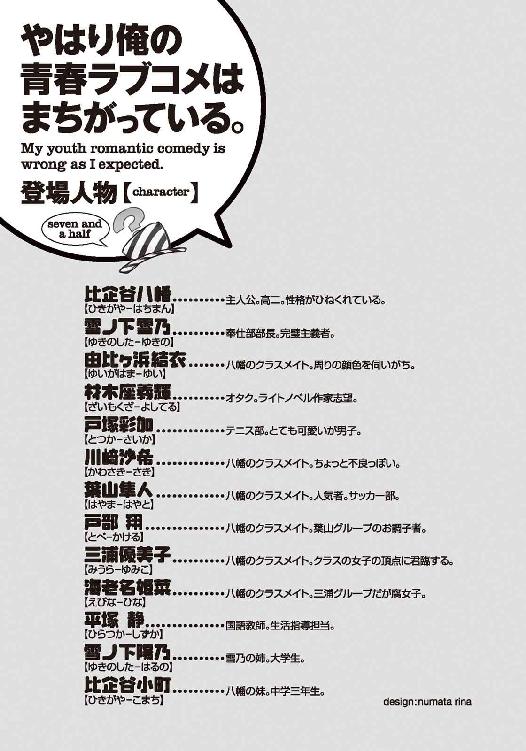 やはり俺の
青春ラブコメは
まちがっている。
My youth romantic comedy is
wrong as I expected.
登場人物【character】
seven and
a half
比企谷八幡··········主人公。高二。性格がひねくれている。
【ひきがや-はちまん】
雪ノ下雪乃··········奉仕部部長。完璧主義者。
【ゆきのした-ゆきの】
由比ヶ浜結衣·······八幡のクラスメイト。周りの顔色を伺いがち。
【ゆいがはま-ゆい】
材木座義輝··········オタク。ライトノベル作家志望。
【ざいもくざ-よしてる】
戸塚彩加·············テニス部。とても可愛いが男子。
【とつか-さいか】
川崎沙希·············八幡のクラスメイト。ちょっと不良っぽい。
【かわさき-さき】
葉山隼人·············八幡のクラスメイト。人気者。サッカー部。
【はやま-はやと】
戸部 翔··············八幡のクラスメイト。葉山グループのお調子者。
【とべ-かける】
三浦優美子··········八幡のクラスメイト。クラスの女子の頂点に君臨する。
【みうら-ゆみこ】
海老名姫菜··········八幡のクラスメイト。三浦グループだが腐女子。
【えびな-ひな】
平塚 静··············国語教師。生活指導担当。
【ひらつか-しずか】
雪ノ下陽乃··········雪乃の姉。大学生。
【ゆきのした-はるの】
比企谷小町··········八幡の妹。中学三年生。
【ひきがや-こまち】
design:numata rina